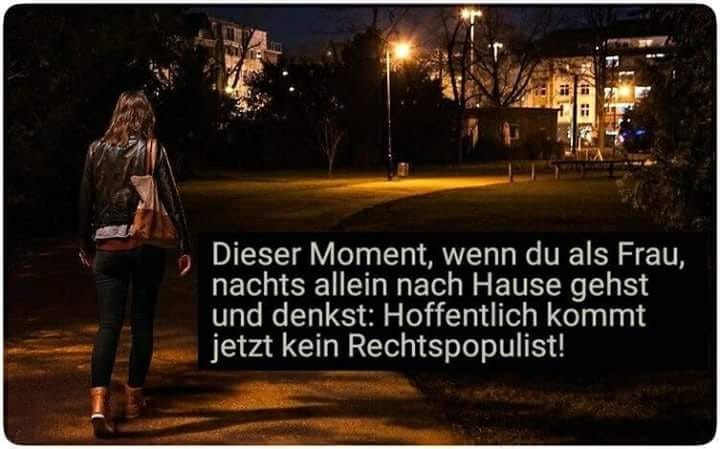 Dieser Moment, wenn du als Frau,
nachts allein nach Hause gehst
und denkst: Hoffentlich kommt
jetzt kein Rechtspopulist!